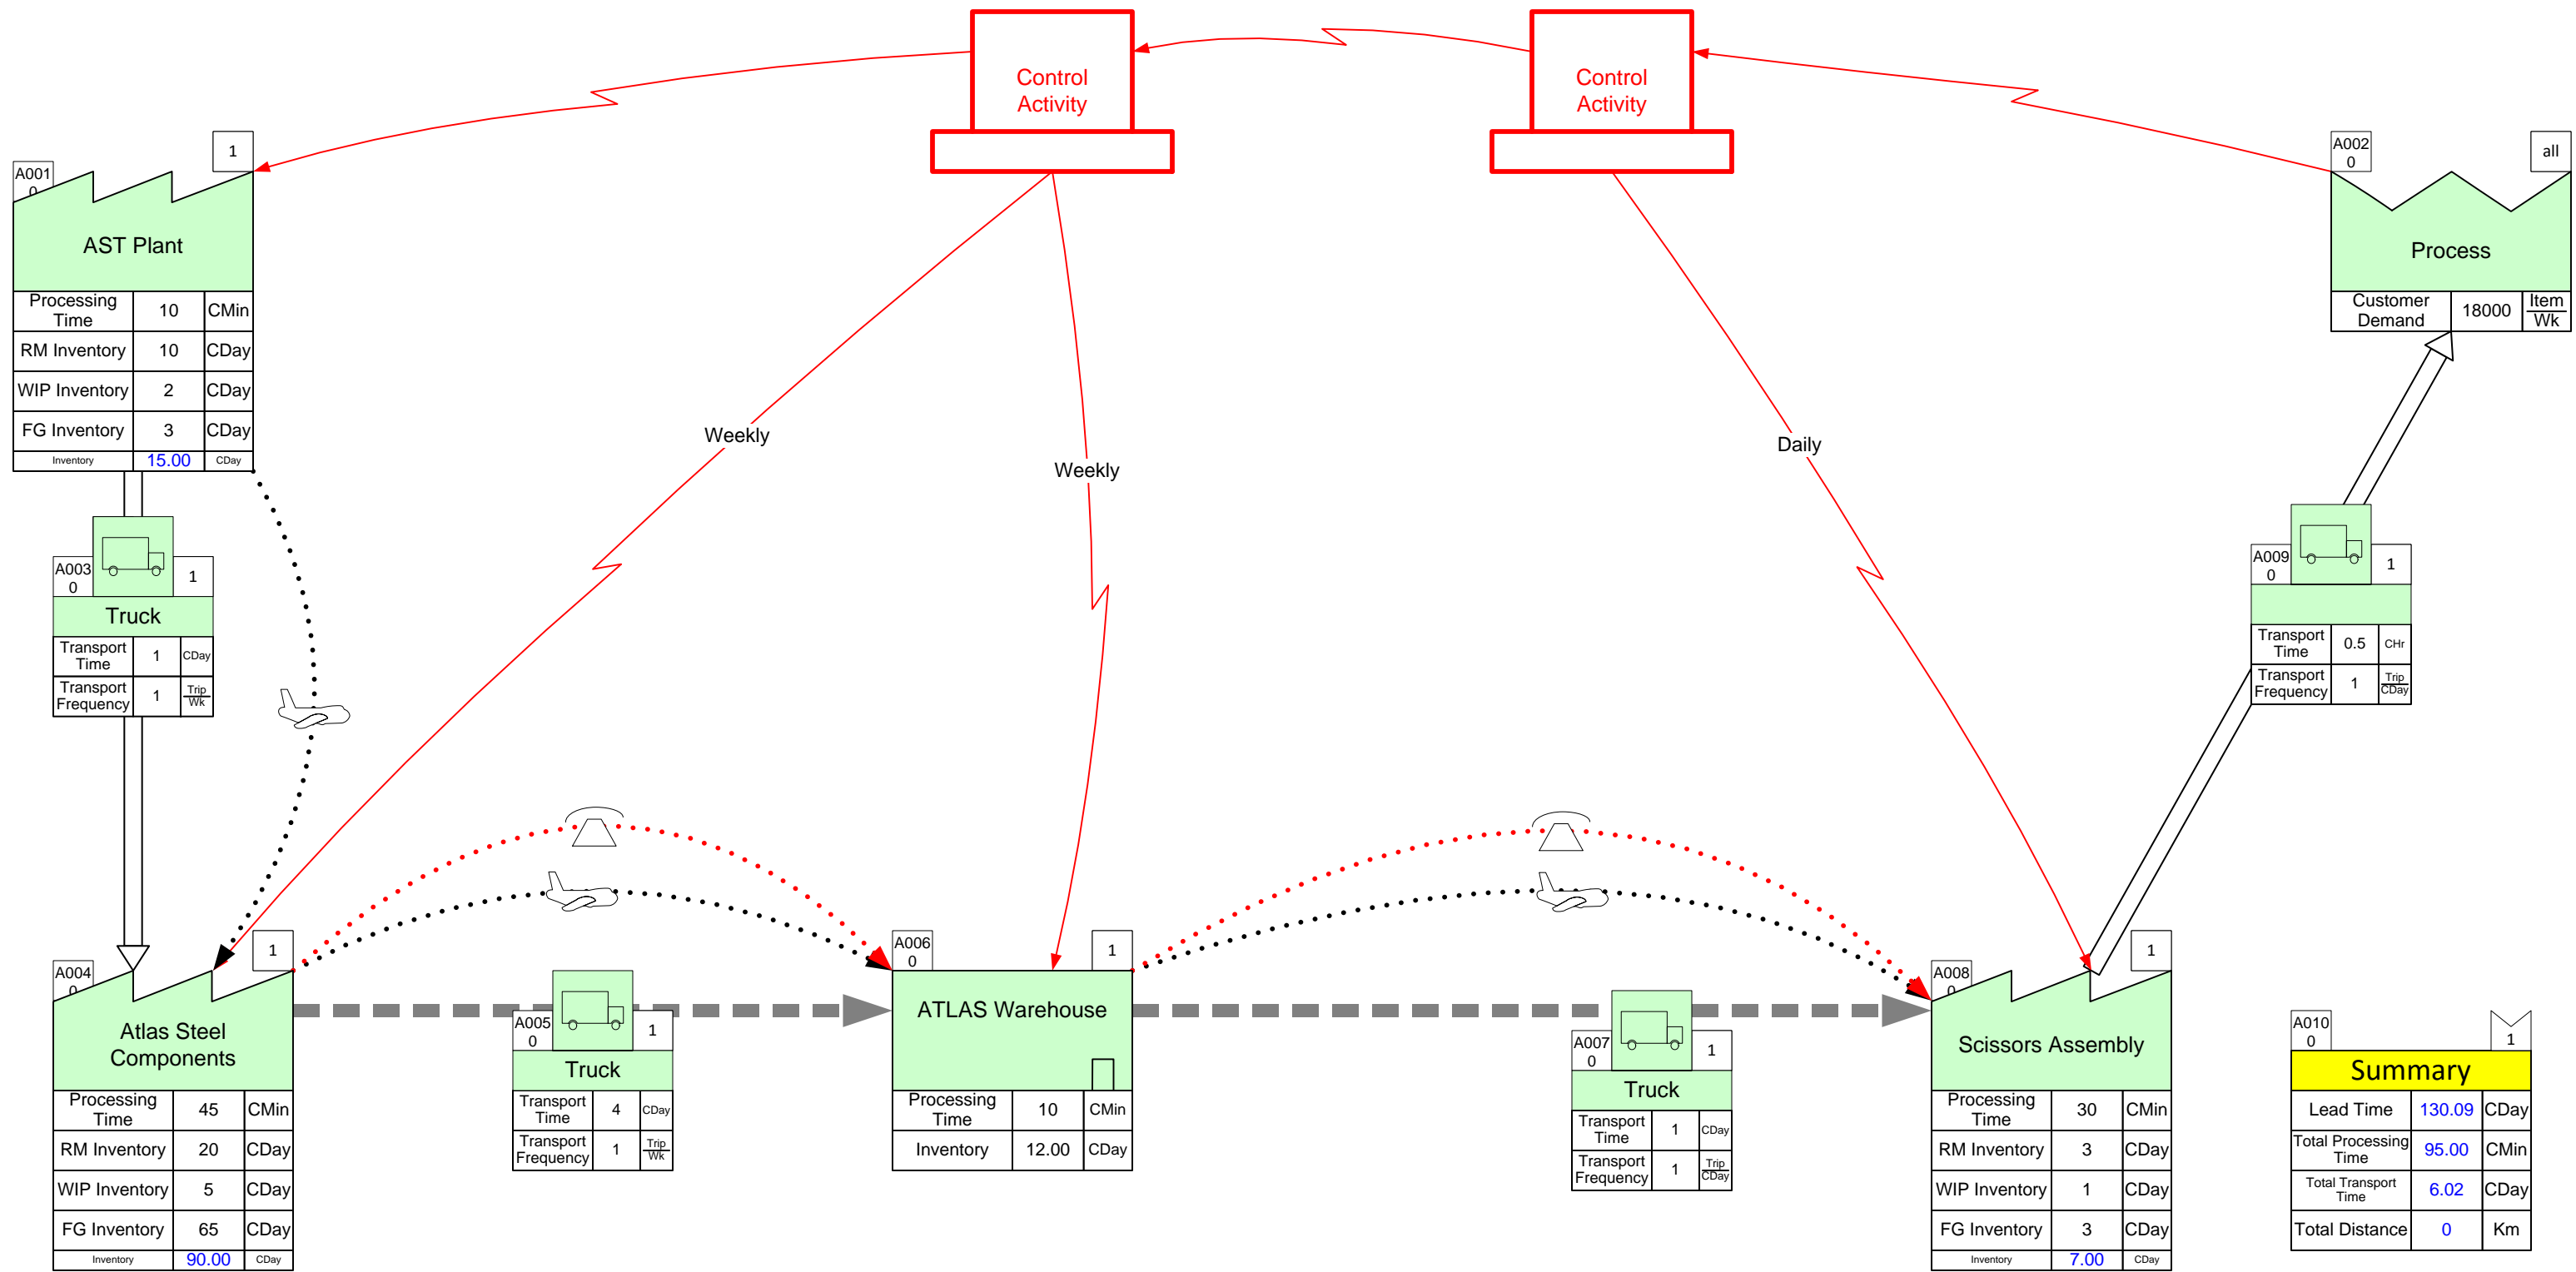 Control
Activity
Control
Activity
A001
0
1
AST Plant
Processing
Time
10
CMin
RM Inventory
10
CDay
WIP Inventory
2
CDay
FG Inventory
3
CDay
Inventory
15.00
CDay
A002
0
all
Process
Customer
Demand
18000
Item
Wk
Weekly
Weekly
Daily
A003
0
1
Truck
Transport
Time
1
CDay
Transport
Frequency
1
Trip
Wk
A009
0
1
Transport
Time
0.5
CHr
Transport
Frequency
1
Trip
CDay
A004
0
1
Atlas Steel
Components
Processing
Time
45
CMin
RM Inventory
20
CDay
WIP Inventory
5
CDay
FG Inventory
65
CDay
Inventory
90.00
CDay
A005
0
1
Truck
Transport
Time
4
CDay
Transport
Frequency
1
Trip
Wk
A006
0
1
ATLAS Warehouse
Processing
Time
10
CMin
Inventory
12.00
CDay
A007
0
1
Truck
Transport
Time
1
CDay
Transport
Frequency
1
Trip
CDay
A008
0
1
Scissors Assembly
Processing
Time
30
CMin
RM Inventory
3
CDay
WIP Inventory
1
CDay
FG Inventory
3
CDay
Inventory
7.00
CDay
A010
0
1
Summary
Lead Time
130.09
CDay
Total Processing
Time
95.00
CMin
Total Transport
Time
6.02
CDay
Total Distance
0
Km